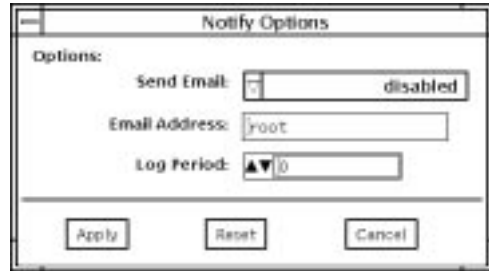 Notify Options
Options:
Send Email: disabled
Email Address: root
Log Period: 0
Apply Reset Cancel